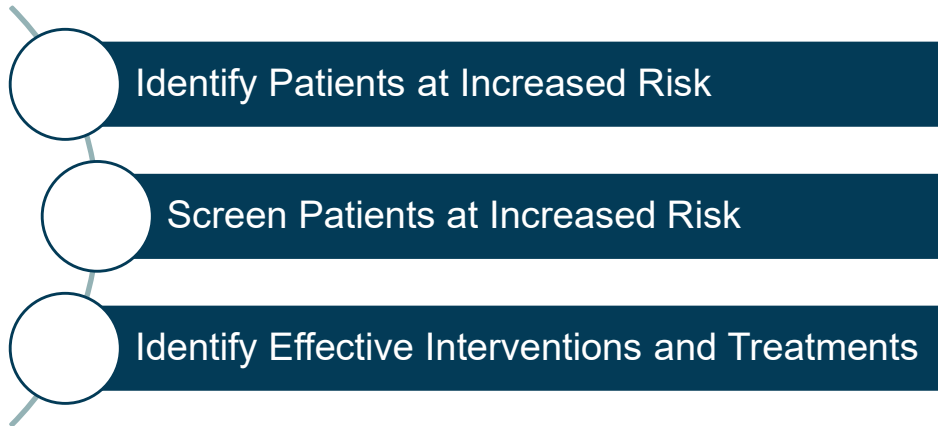 Identify Patients at Increased Risk
Screen Patients at Increased Risk
Identify Effective Interventions and Treatments